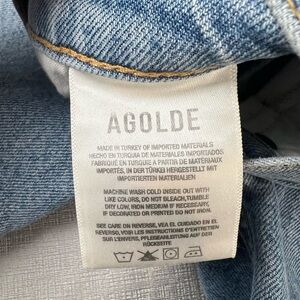 AGOLDE
MADE IN TURKEY OF IMPORTED MATERIALS
HECHO EN TURQUIA DE MATERIALES IMPORTADOS
FABRIQUÉ EN TURQUIE A PARTIR DE MATERIAUX
IMPORTÉS, IN DER TÜRKEI HERGESTELLT MIT
IMPORTIERTEN MATERIALIEN
MACHINE WASH COLD INSIDE OUT WITH
LIKE COLORS, DO NOT BLEACH, TUMBLE
DRY LOW, IRON MEDIUM IF NECESSARY,
IF DECORATED OR PRINTED DO NOT IRON.
SEE CARE ON REVERSE, VEA EL CUIDADO EN EL
REVERSO, VOIR LES INSTRUCTIONS D'ENTRETIEN
SUR L'ENVERS, PFLEGEANLEITUNG AUF DER
RÜCKSEITE